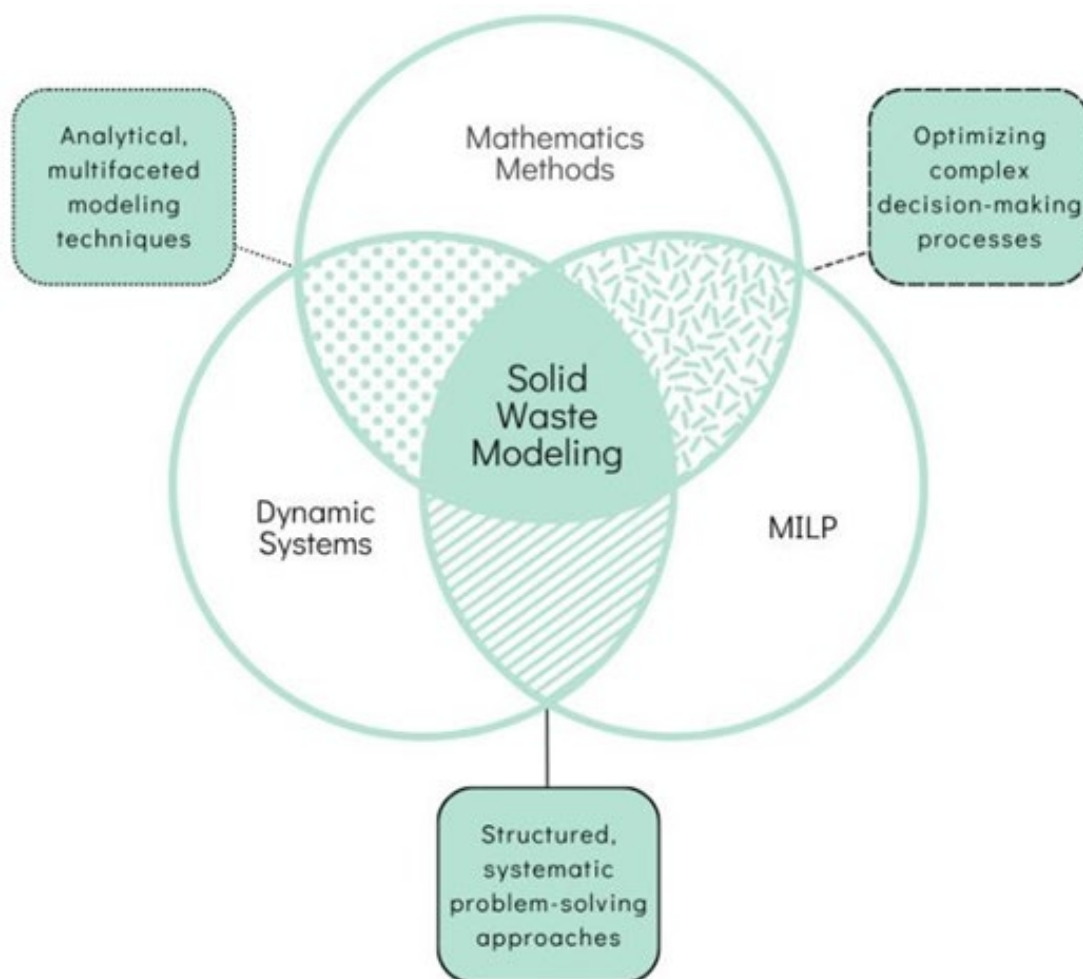 Mathematics
Methods
Analytical,
multifaceted
modeling
techniques
Optimizing
complex
decision-making
processes
Solid
Waste
Modeling
Dynamic
Systems
MILP
Structured,
systematic
problem-solving
approaches